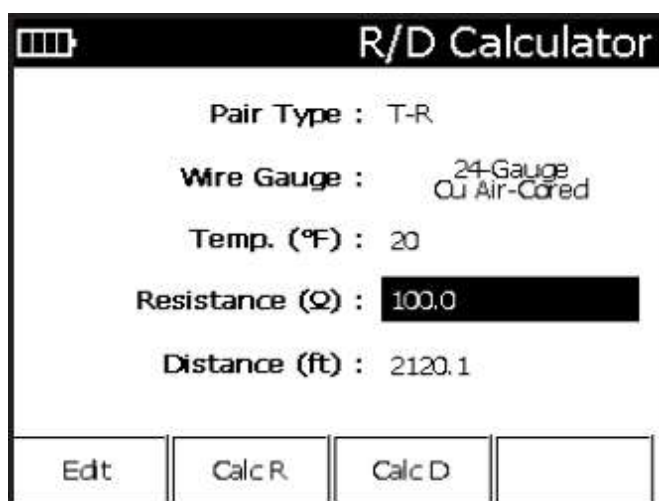 R/D Calculator
Pair Type : T-R
Wire Gauge : 24-Gauge
Cu Air-Cored
Temp. (°F) : 20
Resistance (Ω) : 100.0
Distance (ft) : 2120.1
Edit Calc R Calc D